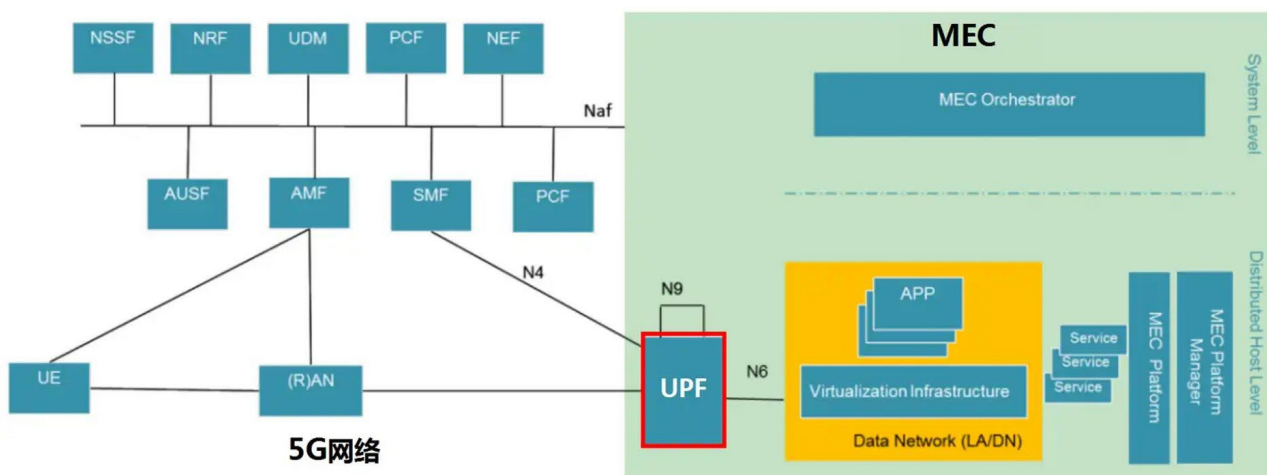 NSSF
NRF
UDM
PCF
NEF
MEC
MEC Orchestrator
System Level
Naf
AUSF
AMF
SMF
PCF
N4
N9
UE
(R)AN
UPF
N6
APP
Virtualization Infrastructure
Data Network (LA/DN)
Service
Service
Service
MEC Platform
MEC Platform
Manager
Distributed Host Level
5G网络